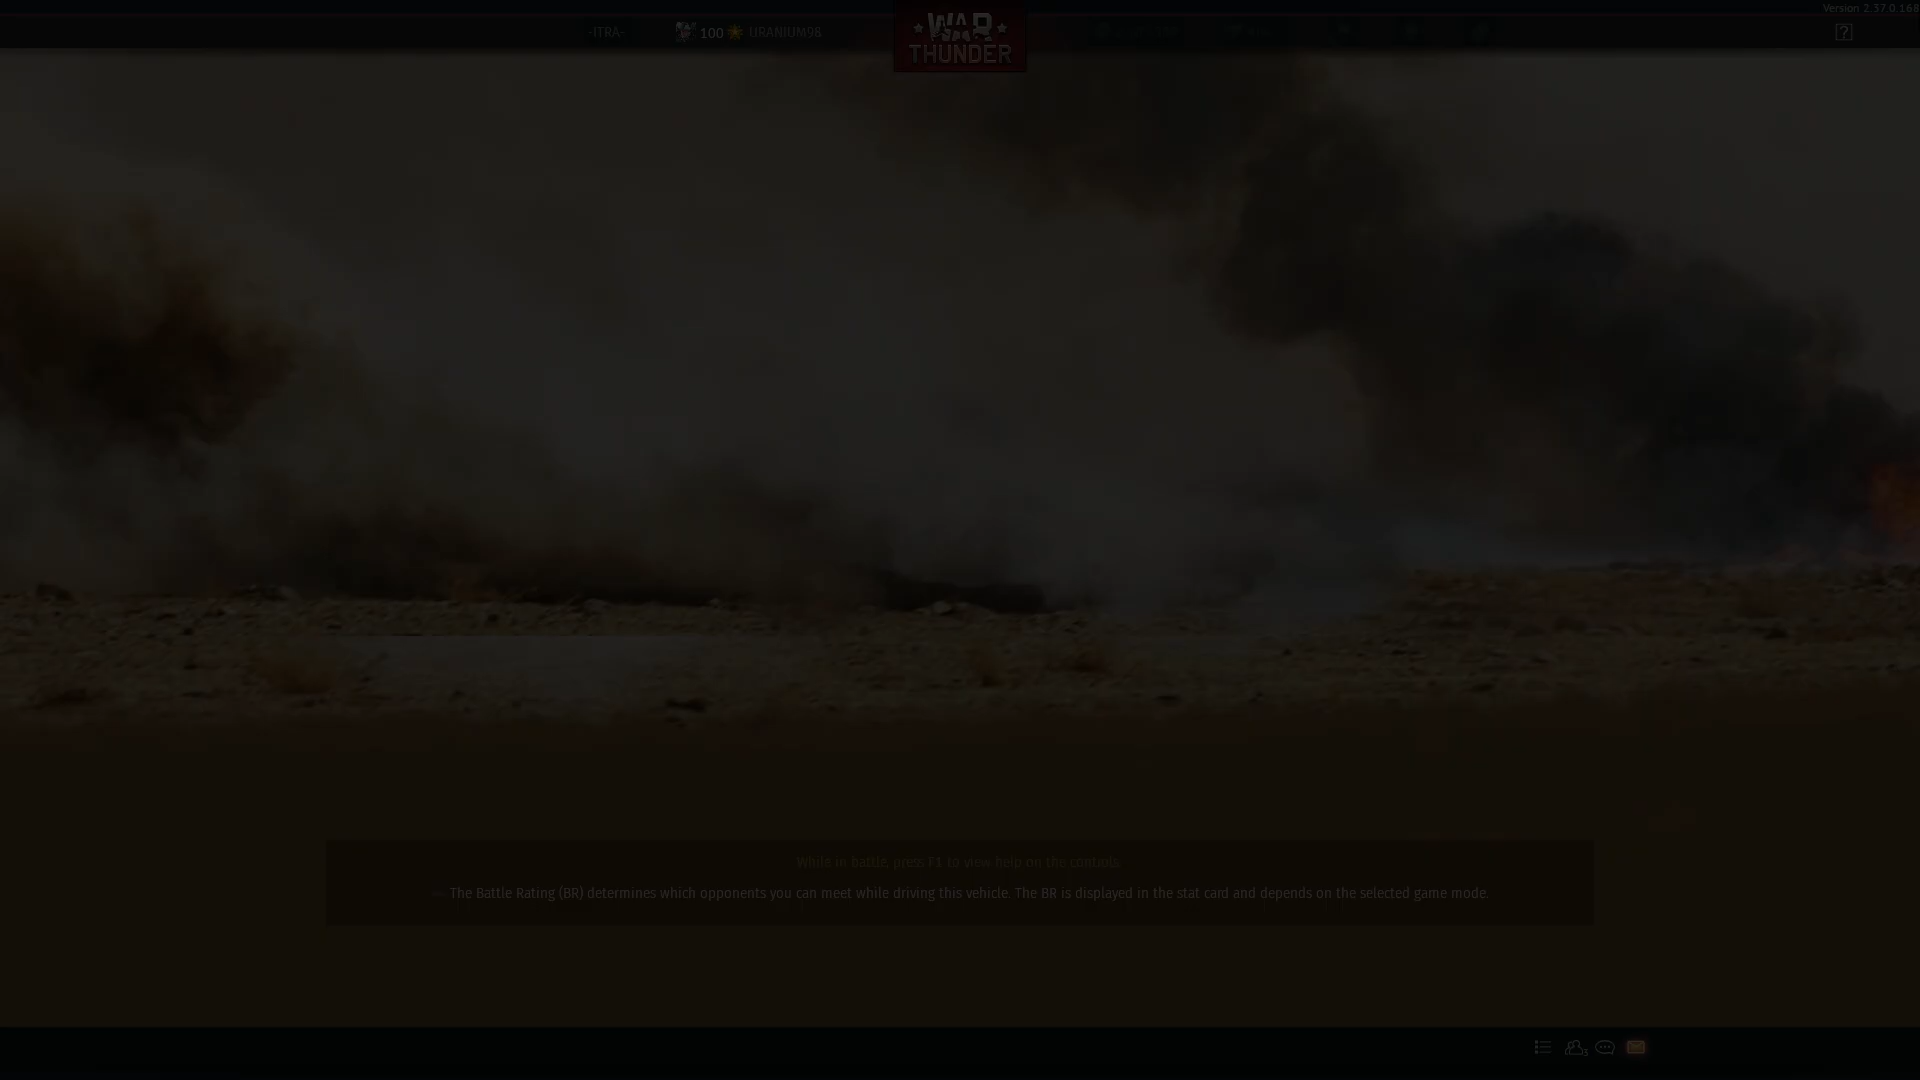 Version 2.37.0.168
-ITRA-
100
URANIUM98
WAR
THUNDER
While in battle, press F1 to view help on the controls.
The Battle Rating (BR) determines which opponents you can meet while driving this vehicle. The BR is displayed in the stat card and depends on the selected game mode.
3